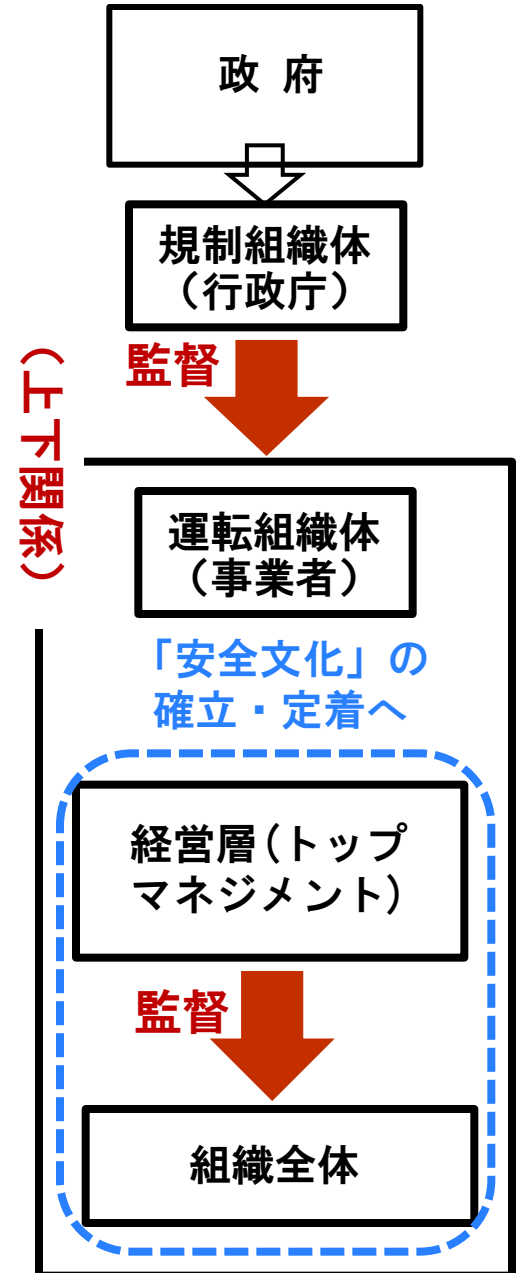 政 府
規制組織体
（行政庁）
監督
（上下関係）
運転組織体
（事業者）
「安全文化」の
確立・定着へ
経営層（トップ
マネジメント）
監督
組織全体